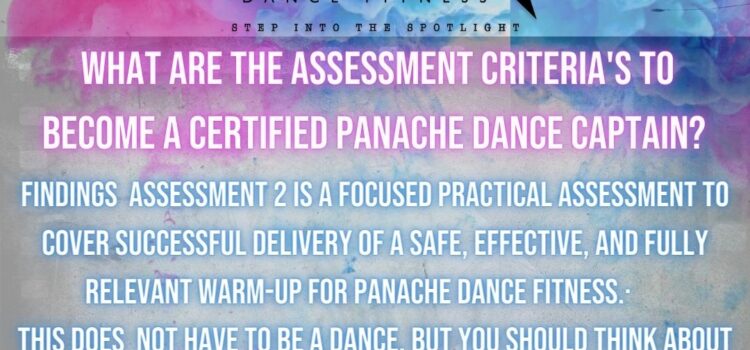 DANCE FITNESS
STEP INTO THE SPOTLIGHT
WHAT ARE THE ASSESSMENT CRITERIA'S TO
BECOME A CERTIFIED PANACHE DANCE CAPTAIN?
FINDINGS ASSESSMENT 2 IS A FOCUSED PRACTICAL ASSESSMENT TO
COVER SUCCESSFUL DELIVERY OF A SAFE, EFFECTIVE, AND FULLY
RELEVANT WARM-UP FOR PANACHE DANCE FITNESS.·
THIS DOES NOT HAVE TO BE A DANCE, BUT YOU SHOULD THINK ABOUT